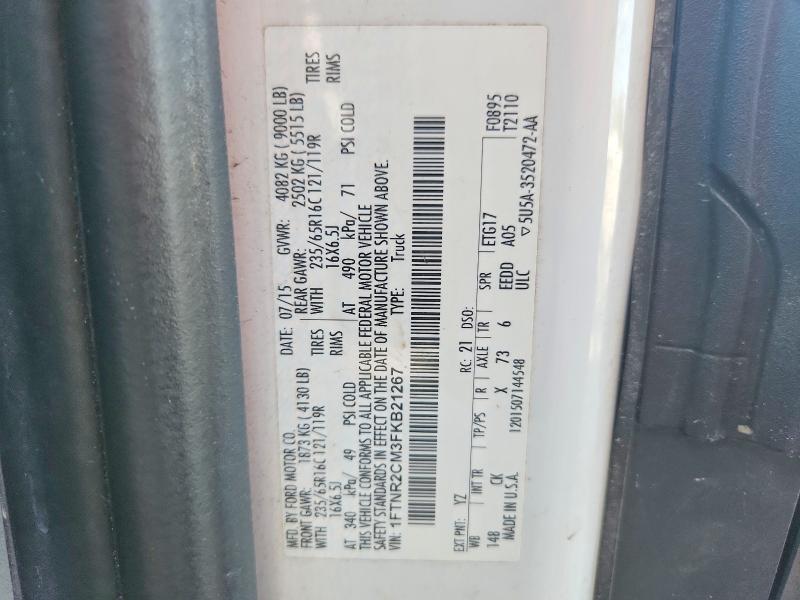 MFD. BY FORD MOTOR CO.
DATE: 07/15 GVWR: 4082 KG ( 9000 LB)
FRONT GAWR: 1873 KG ( 4130 LB) REAR GAWR: 2502 KG ( 5515 LB)
WITH 235/65R16C 121/119R TIRES WITH 235/65R16C 121/119R TIRES
16X6.5J RIMS 16X6.5J RIMS
AT 340 kPa/ 49 PSI COLD AT 490 kPa/ 71 PSI COLD
THIS VEHICLE CONFORMS TO ALL APPLICABLE FEDERAL MOTOR VEHICLE
SAFETY STANDARDS IN EFFECT ON THE DATE OF MANUFACTURE SHOWN ABOVE.
VIN: 1FTNR2CM3FKB21267 TYPE: Truck
EXT PNT: YZ RC: 21 DSO: F0895
T2110
WB INT TR TP/PS R AXLE TR SPR ETG17
148 CK X 73 6 EEDD A05
MADE IN U.S.A. 1201507144548 ULC ▽5U5A-3520472-AA